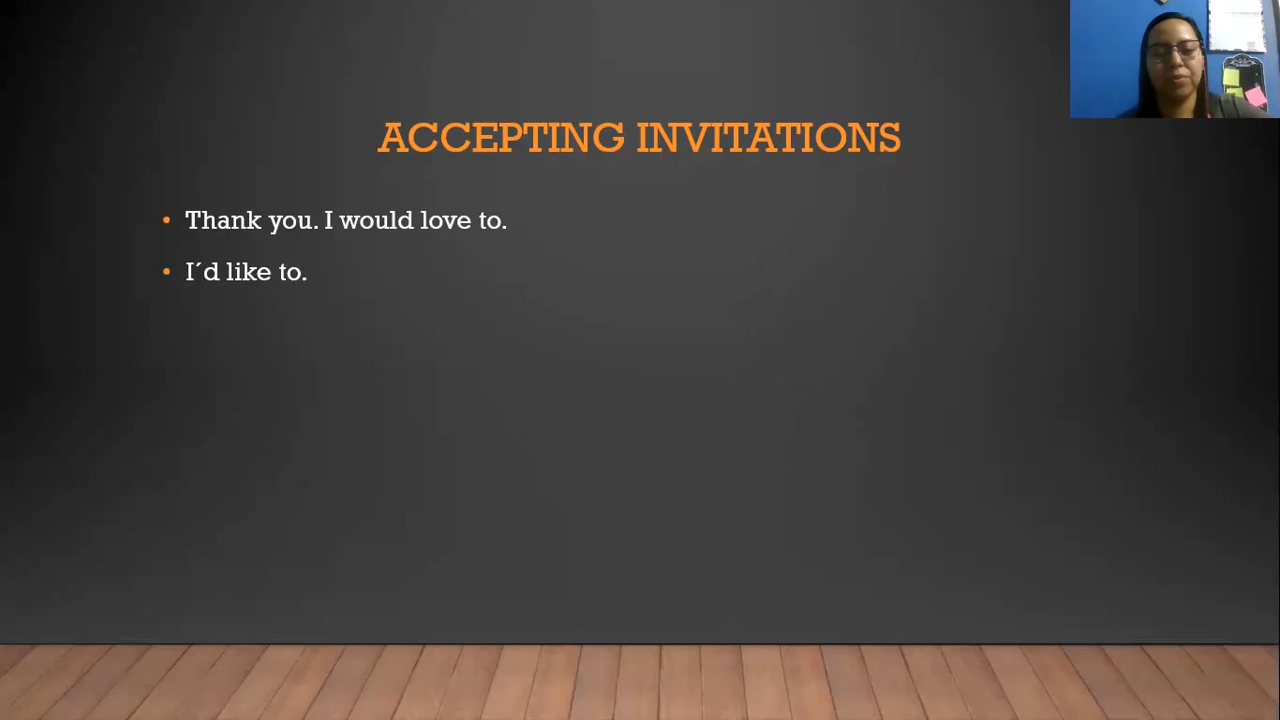 ACCEPTING INVITATIONS
• Thank you. I would love to.
• I´d like to.